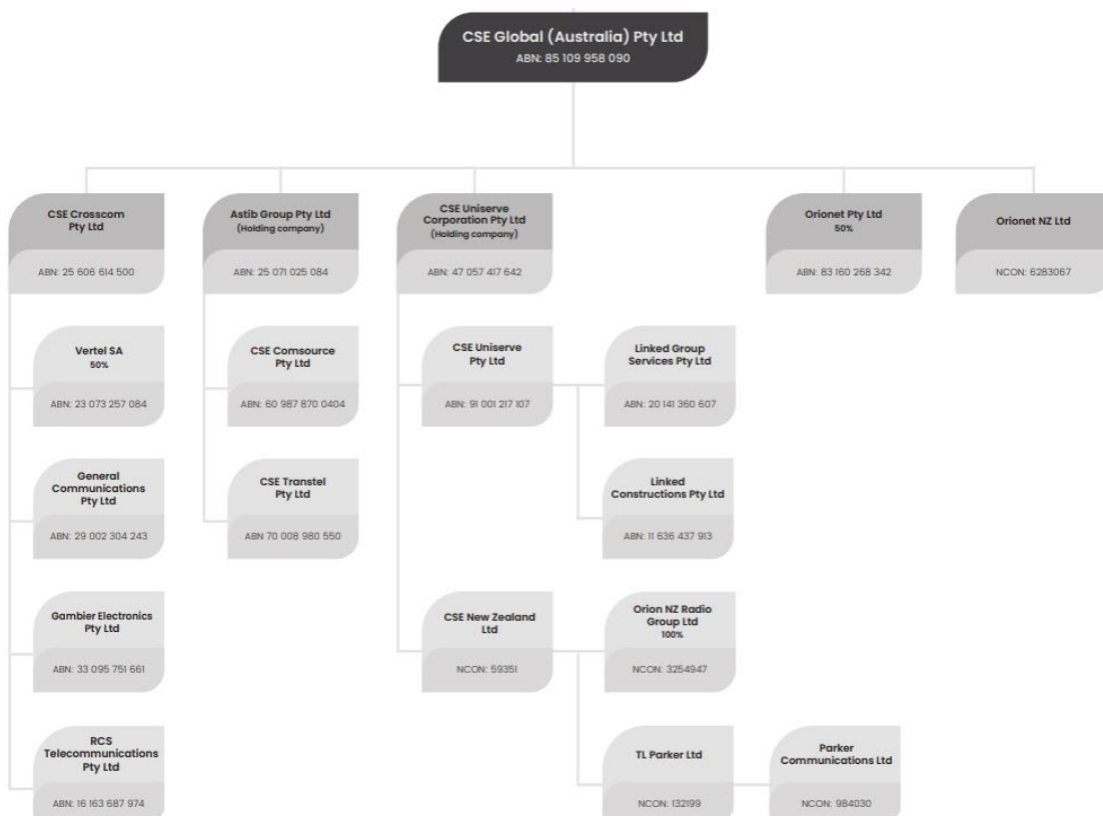 CSE Global (Australia) Pty Ltd
ABN: 85 109 958 090
CSE Crosscom
Pty Ltd
ABN: 25 606 614 500
Astib Group Pty Ltd
(Holding company)
ABN: 25 071 025 084
CSE Uniserve
Corporation Pty Ltd
(Holding company)
ABN: 47 057 417 642
Orionet Pty Ltd
50%
ABN: 83 160 268 342
Orionet NZ Ltd
NCON: 6283067
Vertel SA
50%
ABN: 23 073 257 084
CSE Comsource
Pty Ltd
ABN: 60 987 870 0404
CSE Uniserve
Pty Ltd
ABN: 91 001 217 107
Linked Group
Services Pty Ltd
ABN: 20 141 360 607
General
Communications
Pty Ltd
ABN: 29 002 304 243
CSE Transtel
Pty Ltd
ABN 70 008 980 550
Linked
Constructions Pty Ltd
ABN: 11 636 437 913
Gambier Electronics
Pty Ltd
ABN: 33 095 751 661
CSE New Zealand
Ltd
NCON: 59351
Orion NZ Radio
Group Ltd
100%
NCON: 3254947
RCS
Telecommunications
Pty Ltd
ABN: 16 163 687 974
TL Parker Ltd
NCON: 132199
Parker
Communications Ltd
NCON: 984030